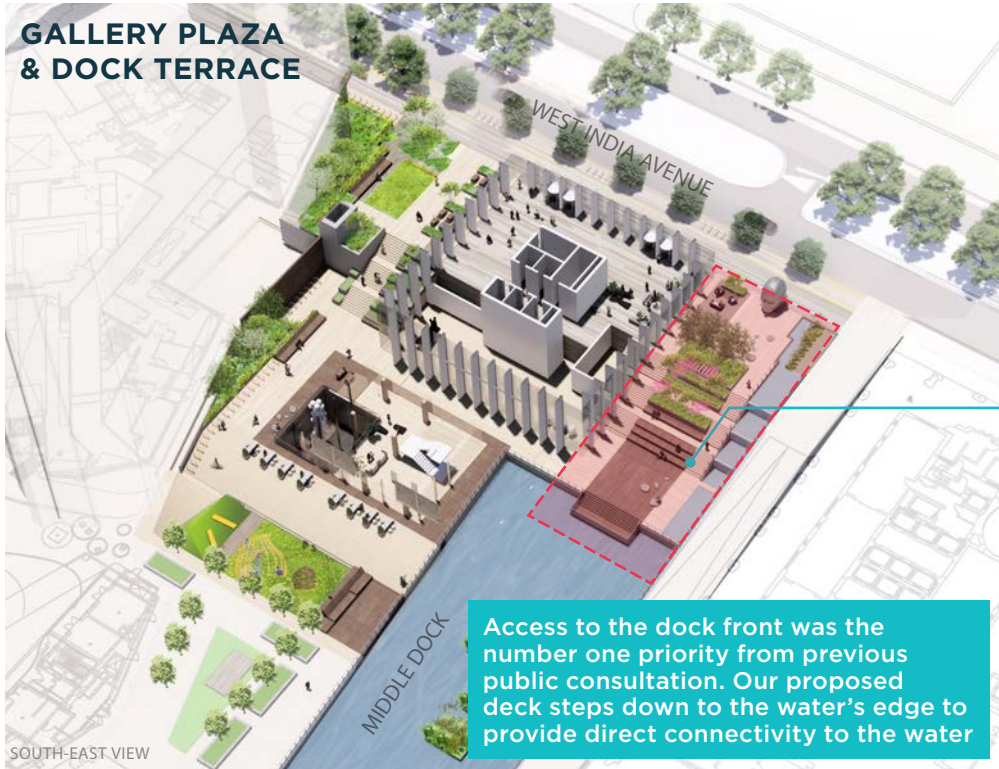 GALLERY PLAZA
& DOCK TERRACE
WEST INDIA AVENUE
MIDDLE DOCK
Access to the dock front was the
number one priority from previous
public consultation. Our proposed
deck steps down to the water's edge to
provide direct connectivity to the water
SOUTH-EAST VIEW